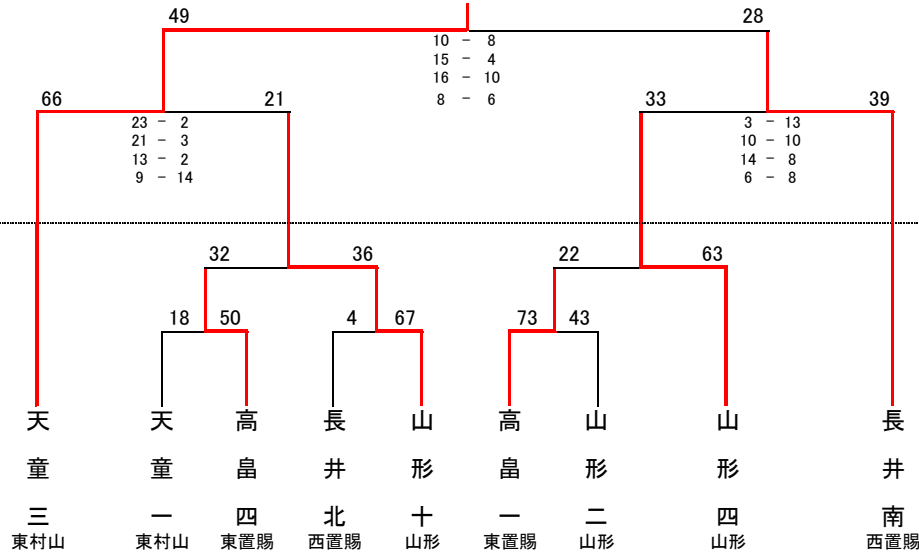 49 28
10 - 8
15 - 4
16 - 10
8 - 6
66 21 33 39
23 - 2 3 - 13
21 - 3 10 - 10
13 - 2 14 - 8
9 - 14 6 - 8
32 36 22 63
18 50 4 67 73 43
天童三 天童一 高畠四 長井北 山形十 高畠一 山形二 山形四 長井南
東村山 東村山 東置賜 西置賜 山形 東置賜 山形 山形 西置賜